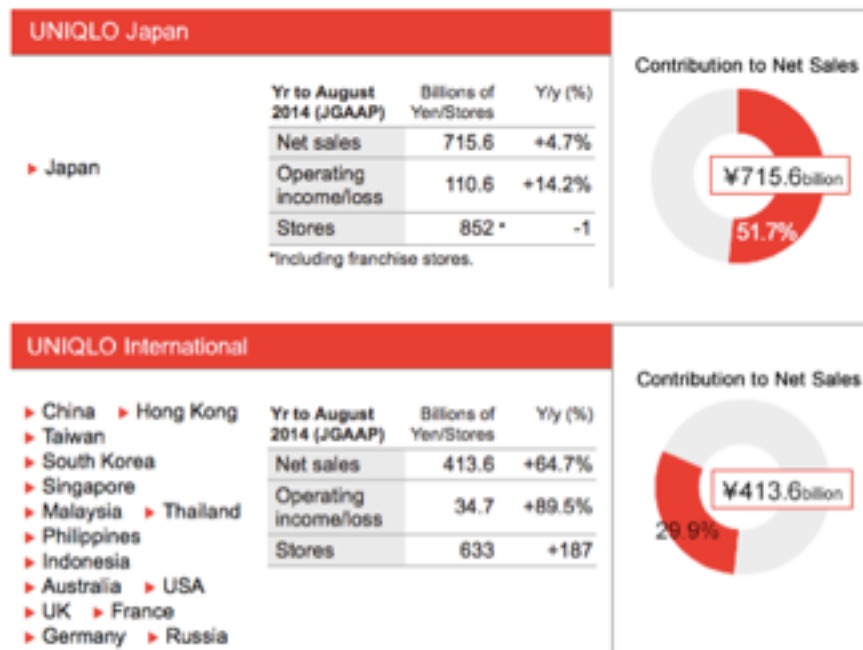 UNIQLO Japan
Contribution to Net Sales
Yr to August 2014 (JGAAP) Billions of Yen/Stores Y/y (%)
Net sales 715.6 +4.7%
▶ Japan
Operating income/loss 110.6 +14.2%
Stores 852 * -1
*Including franchise stores.
¥715.6billion
51.7%
UNIQLO International
Contribution to Net Sales
▶ China ▶ Hong Kong
▶ Taiwan
▶ South Korea
▶ Singapore
▶ Malaysia ▶ Thailand
▶ Philippines
▶ Indonesia
▶ Australia ▶ USA
▶ UK ▶ France
▶ Germany ▶ Russia
Yr to August 2014 (JGAAP) Billions of Yen/Stores Y/y (%)
Net sales 413.6 +64.7%
Operating income/loss 34.7 +89.5%
Stores 633 +187
¥413.6billion
29.9%